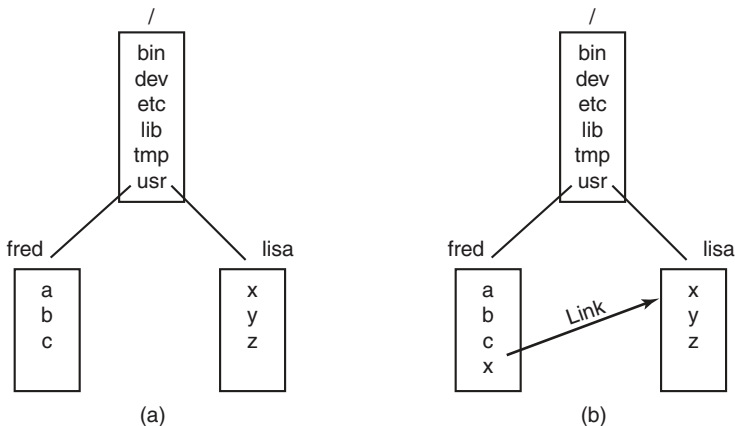 /
bin
dev
etc
lib
tmp
usr
fred
lisa
a
b
c
x
y
z
(a)
/
bin
dev
etc
lib
tmp
usr
fred
lisa
a
b
c
x
Link
x
y
z
(b)